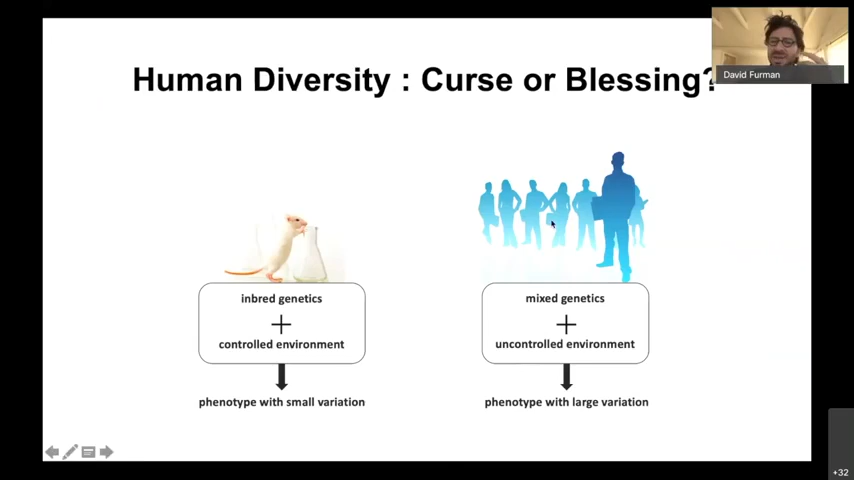 Human Diversity : Curse or Blessing?
David Furman
inbred genetics
+
controlled environment
phenotype with small variation
mixed genetics
+
uncontrolled environment
phenotype with large variation
+32